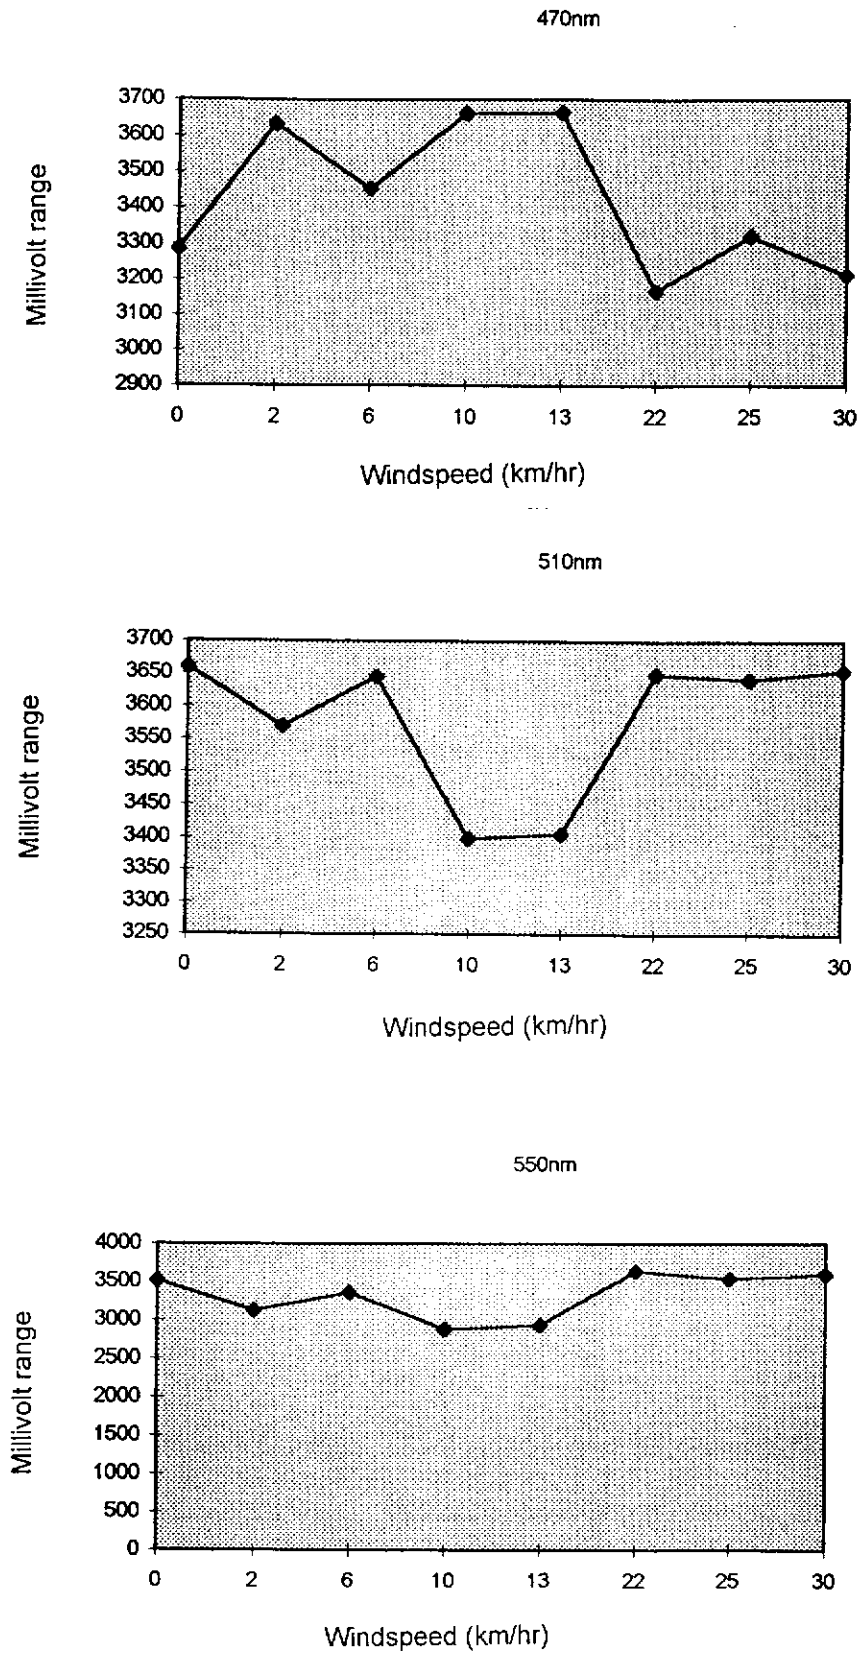 470nm
Millivolt range
3700
3600
3500
3400
3300
3200
3100
3000
2900
0 2 6 10 13 22 25 30
Windspeed (km/hr)
510nm
Millivolt range
3700
3650
3600
3550
3500
3450
3400
3350
3300
3250
0 2 6 10 13 22 25 30
Windspeed (km/hr)
550nm
Millivolt range
4000
3500
3000
2500
2000
1500
1000
500
0
0 2 6 10 13 22 25 30
Windspeed (km/hr)